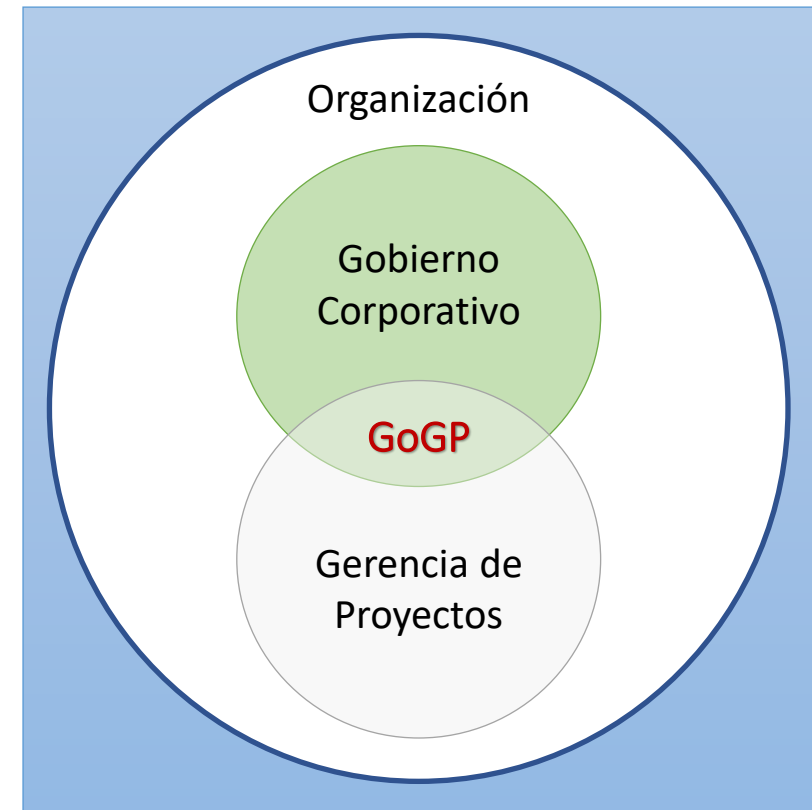 Organización
Gobierno
Corporativo
GoGP
Gerencia de
Proyectos